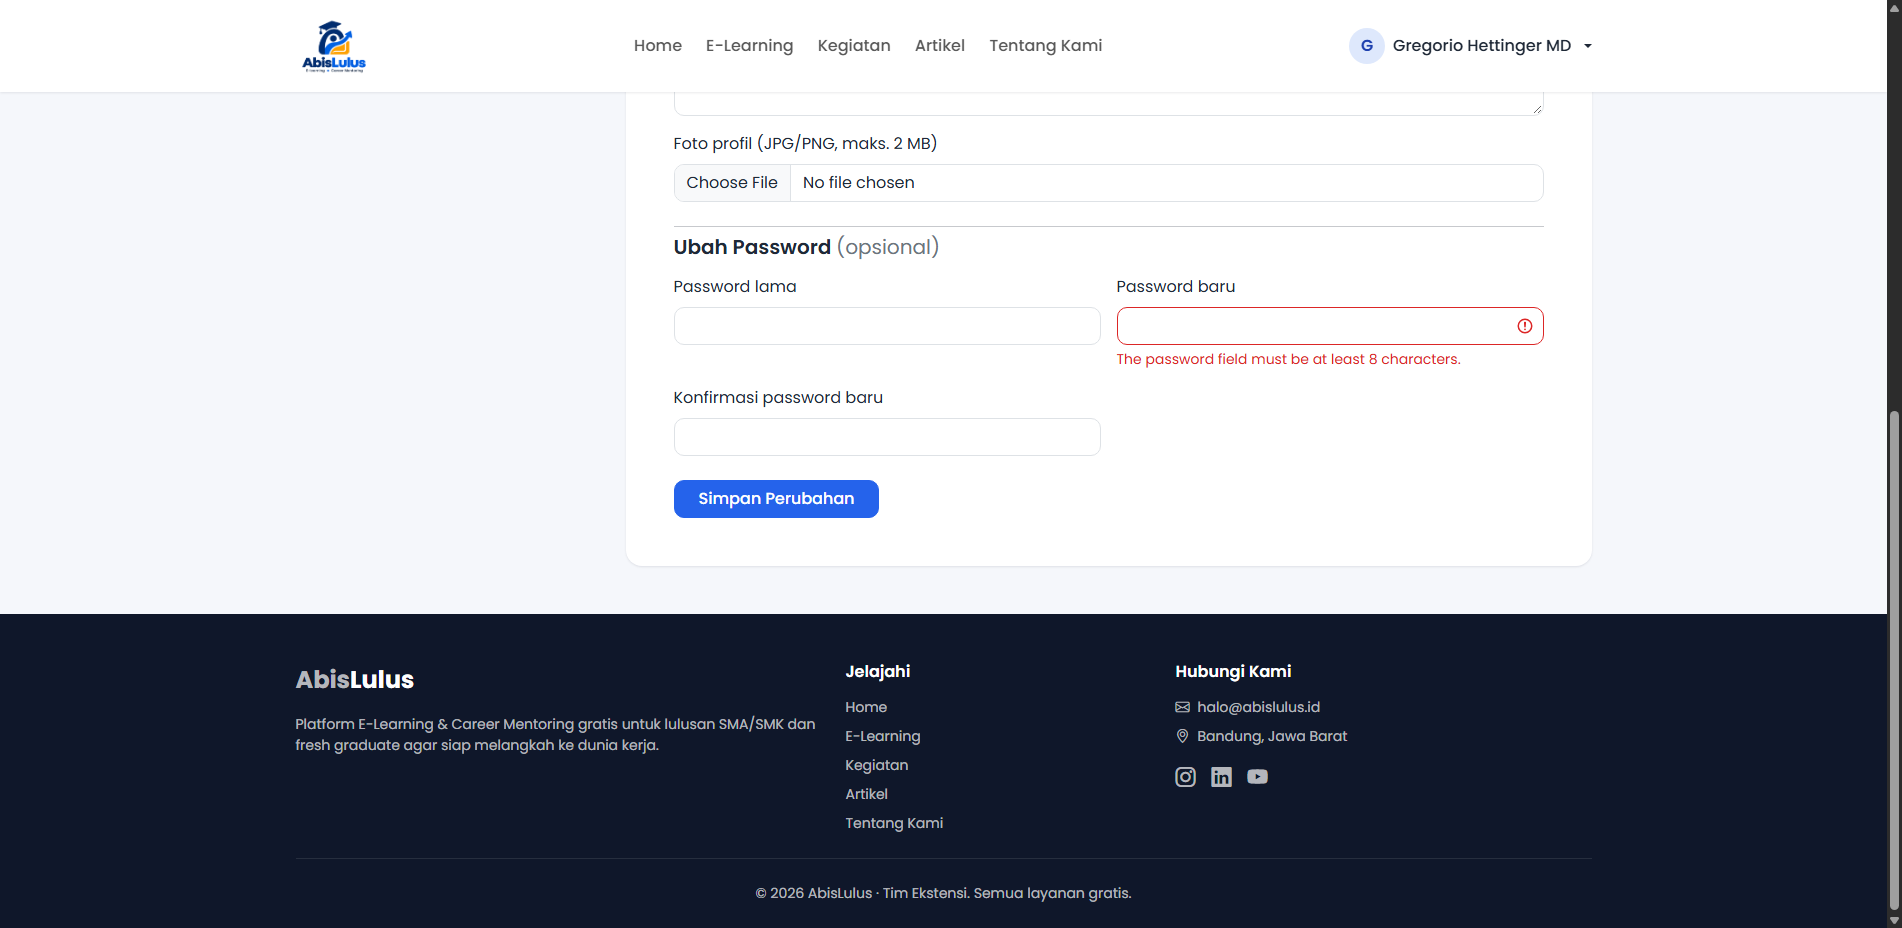 AbisLulus
Home
E-Learning
Kegiatan
Artikel
Tentang Kami
G
Gregorio Hettinger MD
Foto profil (JPG/PNG, maks. 2 MB)
Choose File
No file chosen
Ubah Password (opsional)
Password lama
Password baru
The password field must be at least 8 characters.
Konfirmasi password baru
Simpan Perubahan
AbisLulus
Platform E-Learning & Career Mentoring gratis untuk lulusan SMA/SMK dan
fresh graduate agar siap melangkah ke dunia kerja.
Jelajahi
Home
E-Learning
Kegiatan
Artikel
Tentang Kami
Hubungi Kami
halo@abislulus.id
Bandung, Jawa Barat
© 2026 AbisLulus · Tim Ekstensi. Semua layanan gratis.